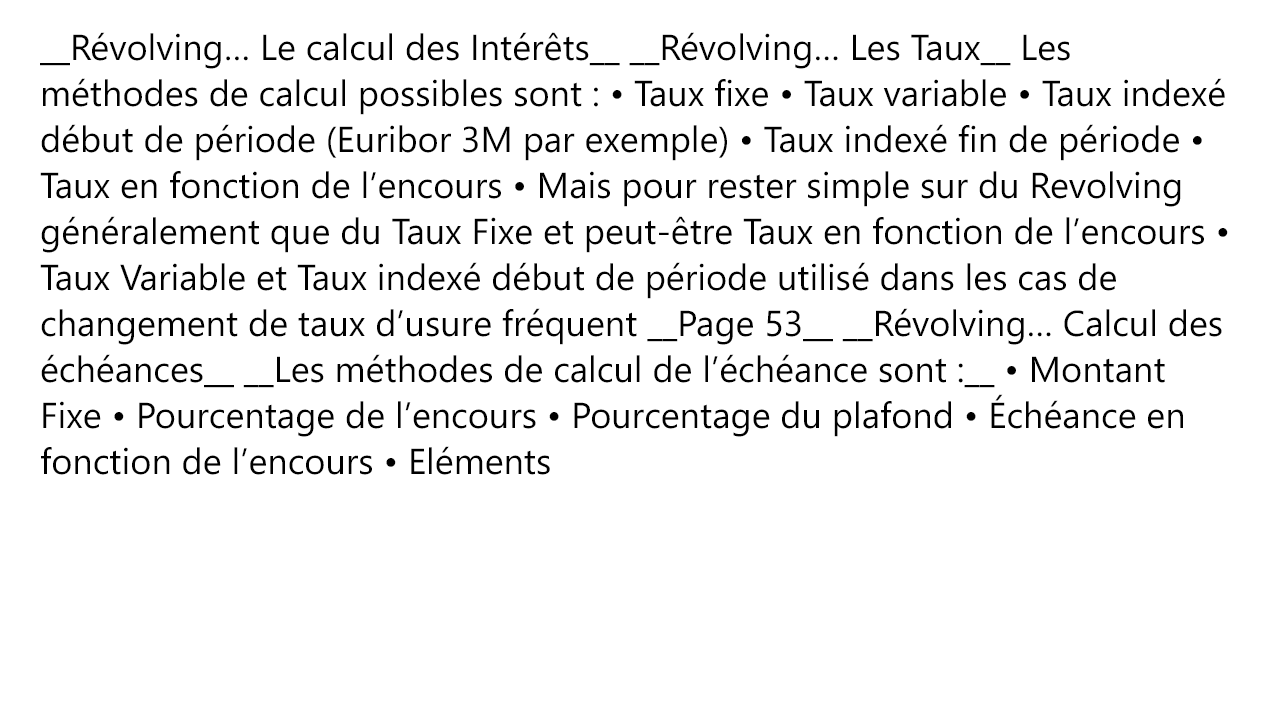 __Révolving… Le calcul des Intérêts__ __Révolving… Les Taux__ Les
méthodes de calcul possibles sont : • Taux fixe • Taux variable • Taux indexé
début de période (Euribor 3M par exemple) • Taux indexé fin de période •
Taux en fonction de l’encours • Mais pour rester simple sur du Revolving
généralement que du Taux Fixe et peut-être Taux en fonction de l’encours •
Taux Variable et Taux indexé début de période utilisé dans les cas de
changement de taux d’usure fréquent __Page 53__ __Révolving… Calcul des
échéances__ __Les méthodes de calcul de l’échéance sont :__ • Montant
Fixe • Pourcentage de l’encours • Pourcentage du plafond • Échéance en
fonction de l’encours • Eléments